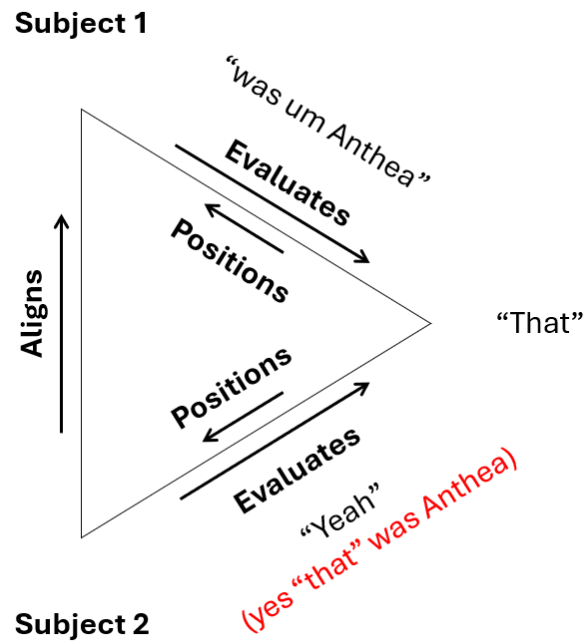 Subject 1
“was um Anthea”
Evaluates
Positions
Aligns
“That”
Positions
Evaluates
“Yeah”
(yes “that” was Anthea)
Subject 2